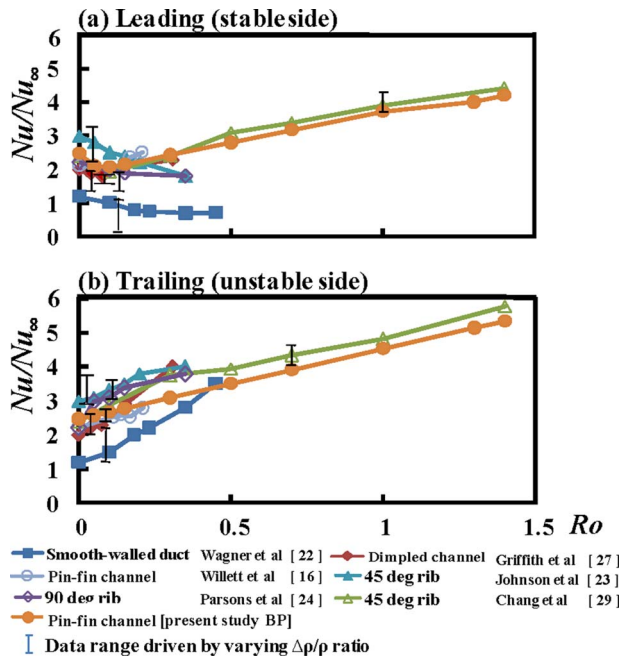 (a) Leading (stable side)
6
5
4
3
2
1
0
Nu/Nu∞
(b) Trailing (unstable side)
6
5
4
3
2
1
0
Nu/Nu∞
0 0.5 1 1.5
Ro
Smooth-walled duct Wagner et al [ 22 ] Dimpled channel Griffith et al [ 27 ]
Pin-fin channel Willett et al [ 16 ] 45 deg rib Johnson et al [ 23 ]
90 deg rib Parsons et al [ 24 ] 45 deg rib Chang et al [ 29 ]
Pin-fin channel [present study BP]
Data range driven by varying Δρ/ρ ratio